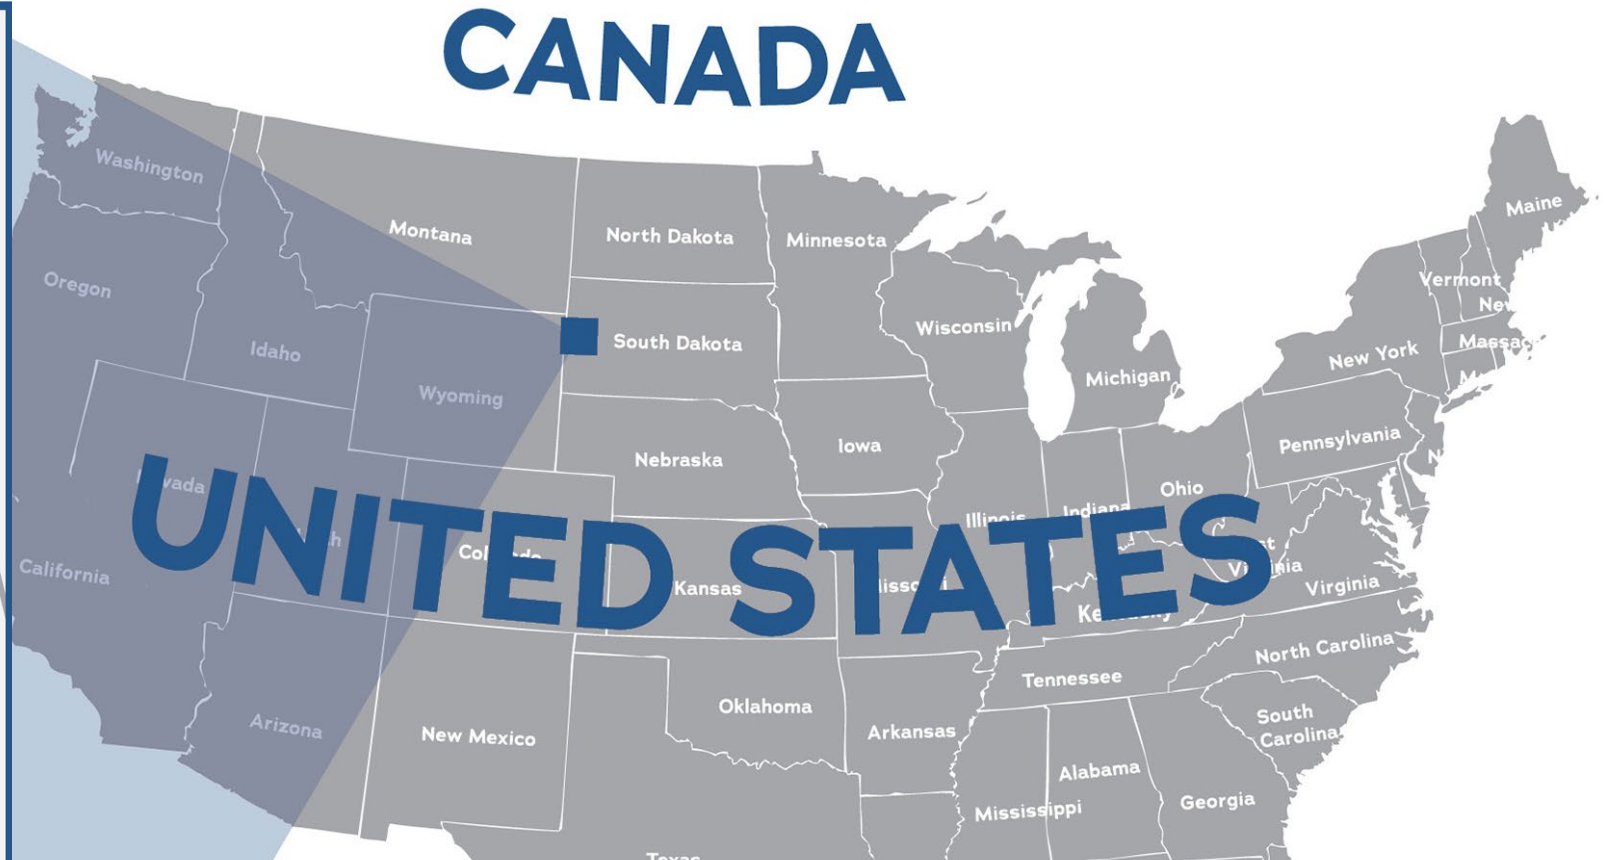 CANADA
Washington
Montana
North Dakota
Minnesota
Maine
Oregon
Vermont
Idaho
Wyoming
South Dakota
Wisconsin
Michigan
New York
Nebraska
Iowa
Pennsylvania
Ohio
Illinois
Indiana
UNITED STATES
California
Kansas
Virginia
North Carolina
Tennessee
Arizona
New Mexico
Oklahoma
Arkansas
South
Carolina
Alabama
Mississippi
Georgia